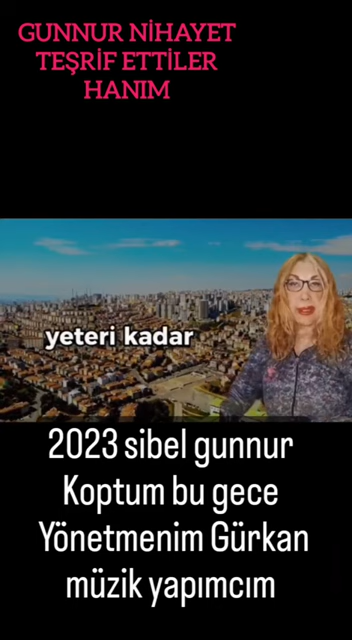 GUNNUR NİHAYET
TEŞRİF ETTİLER
HANIM
yeteri kadar
2023 sibel gunnur
Koptum bu gece
Yönetmenim Gürkan
müzik yapımcım